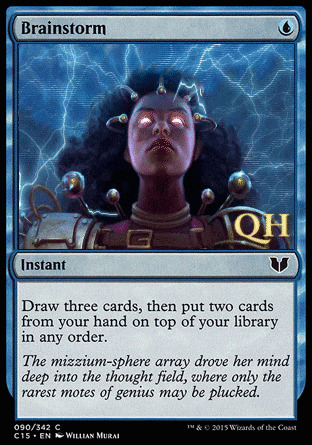 Brainstorm
QH
Instant
Draw three cards, then put two cards
from your hand on top of your library
in any order.
The mizzium-sphere array drove her mind
deep into the thought field, where only the
rarest motes of genius may be plucked.
090/342 C
C15 • EN Willian Murai
™ & © 2015 Wizards of the Coast